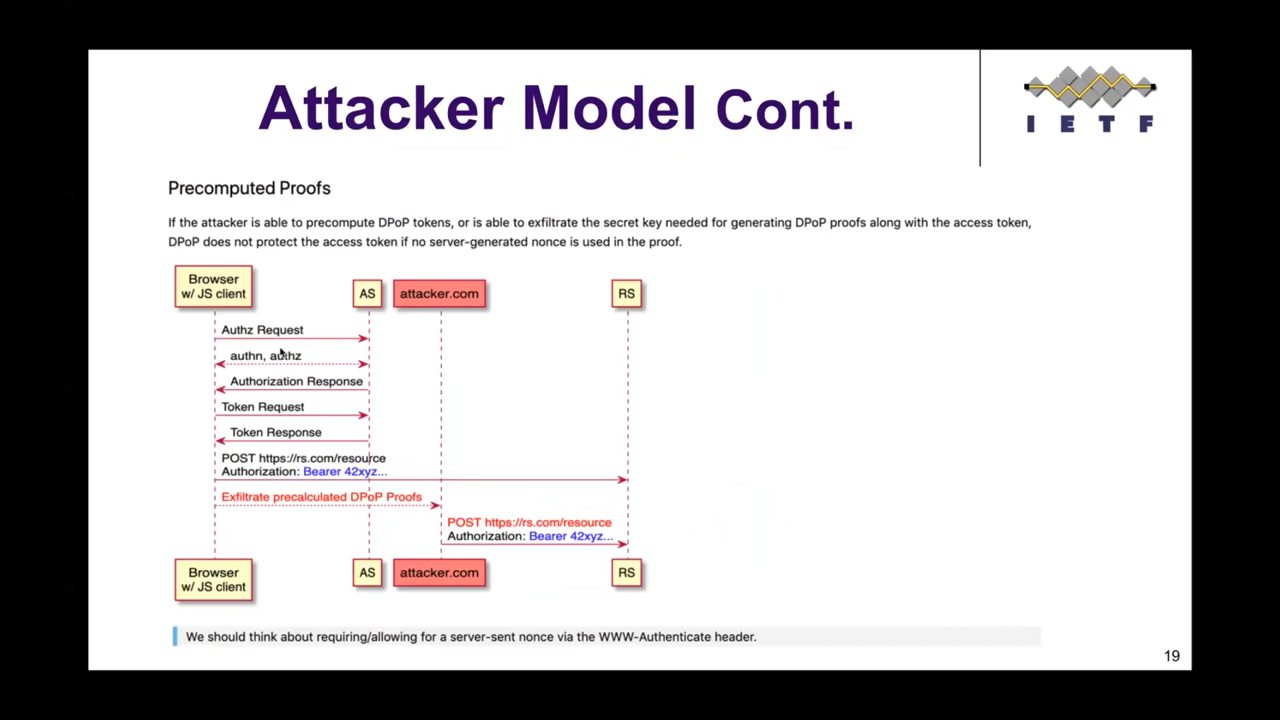 Attacker Model Cont.
IETF
Precomputed Proofs
If the attacker is able to precompute DPoP tokens, or is able to exfiltrate the secret key needed for generating DPoP proofs along with the access token,
DPoP does not protect the access token if no server-generated nonce is used in the proof.
Browser
w/ JS client
AS
attacker.com
RS
Authz Request
authn, authz
Authorization Response
Token Request
Token Response
POST https://rs.com/resource
Authorization: Bearer 42xyz...
Exfiltrate precalculated DPoP Proofs
POST https://rs.com/resource
Authorization: Bearer 42xyz...
Browser
w/ JS client
AS
attacker.com
RS
We should think about requiring/allowing for a server-sent nonce via the WWW-Authenticate header.
19